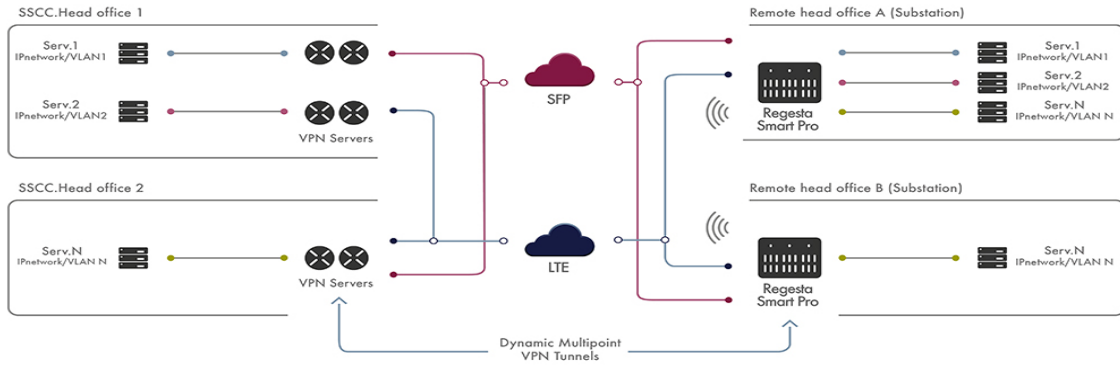 SSCC.Head office 1
Serv.1
IPnetwork/VLAN1
Serv.2
IPnetwork/VLAN2
VPN Servers
SSCC.Head office 2
Serv.N
IPnetwork/VLAN N
VPN Servers
SFP
LTE
Remote head office A (Substation)
Regesta
Smart Pro
Serv.1
IPnetwork/VLAN1
Serv.2
IPnetwork/VLAN2
Serv.N
IPnetwork/VLAN N
Remote head office B (Substation)
Regesta
Smart Pro
Serv.N
IPnetwork/VLAN N
Dynamic Multipoint
VPN Tunnels